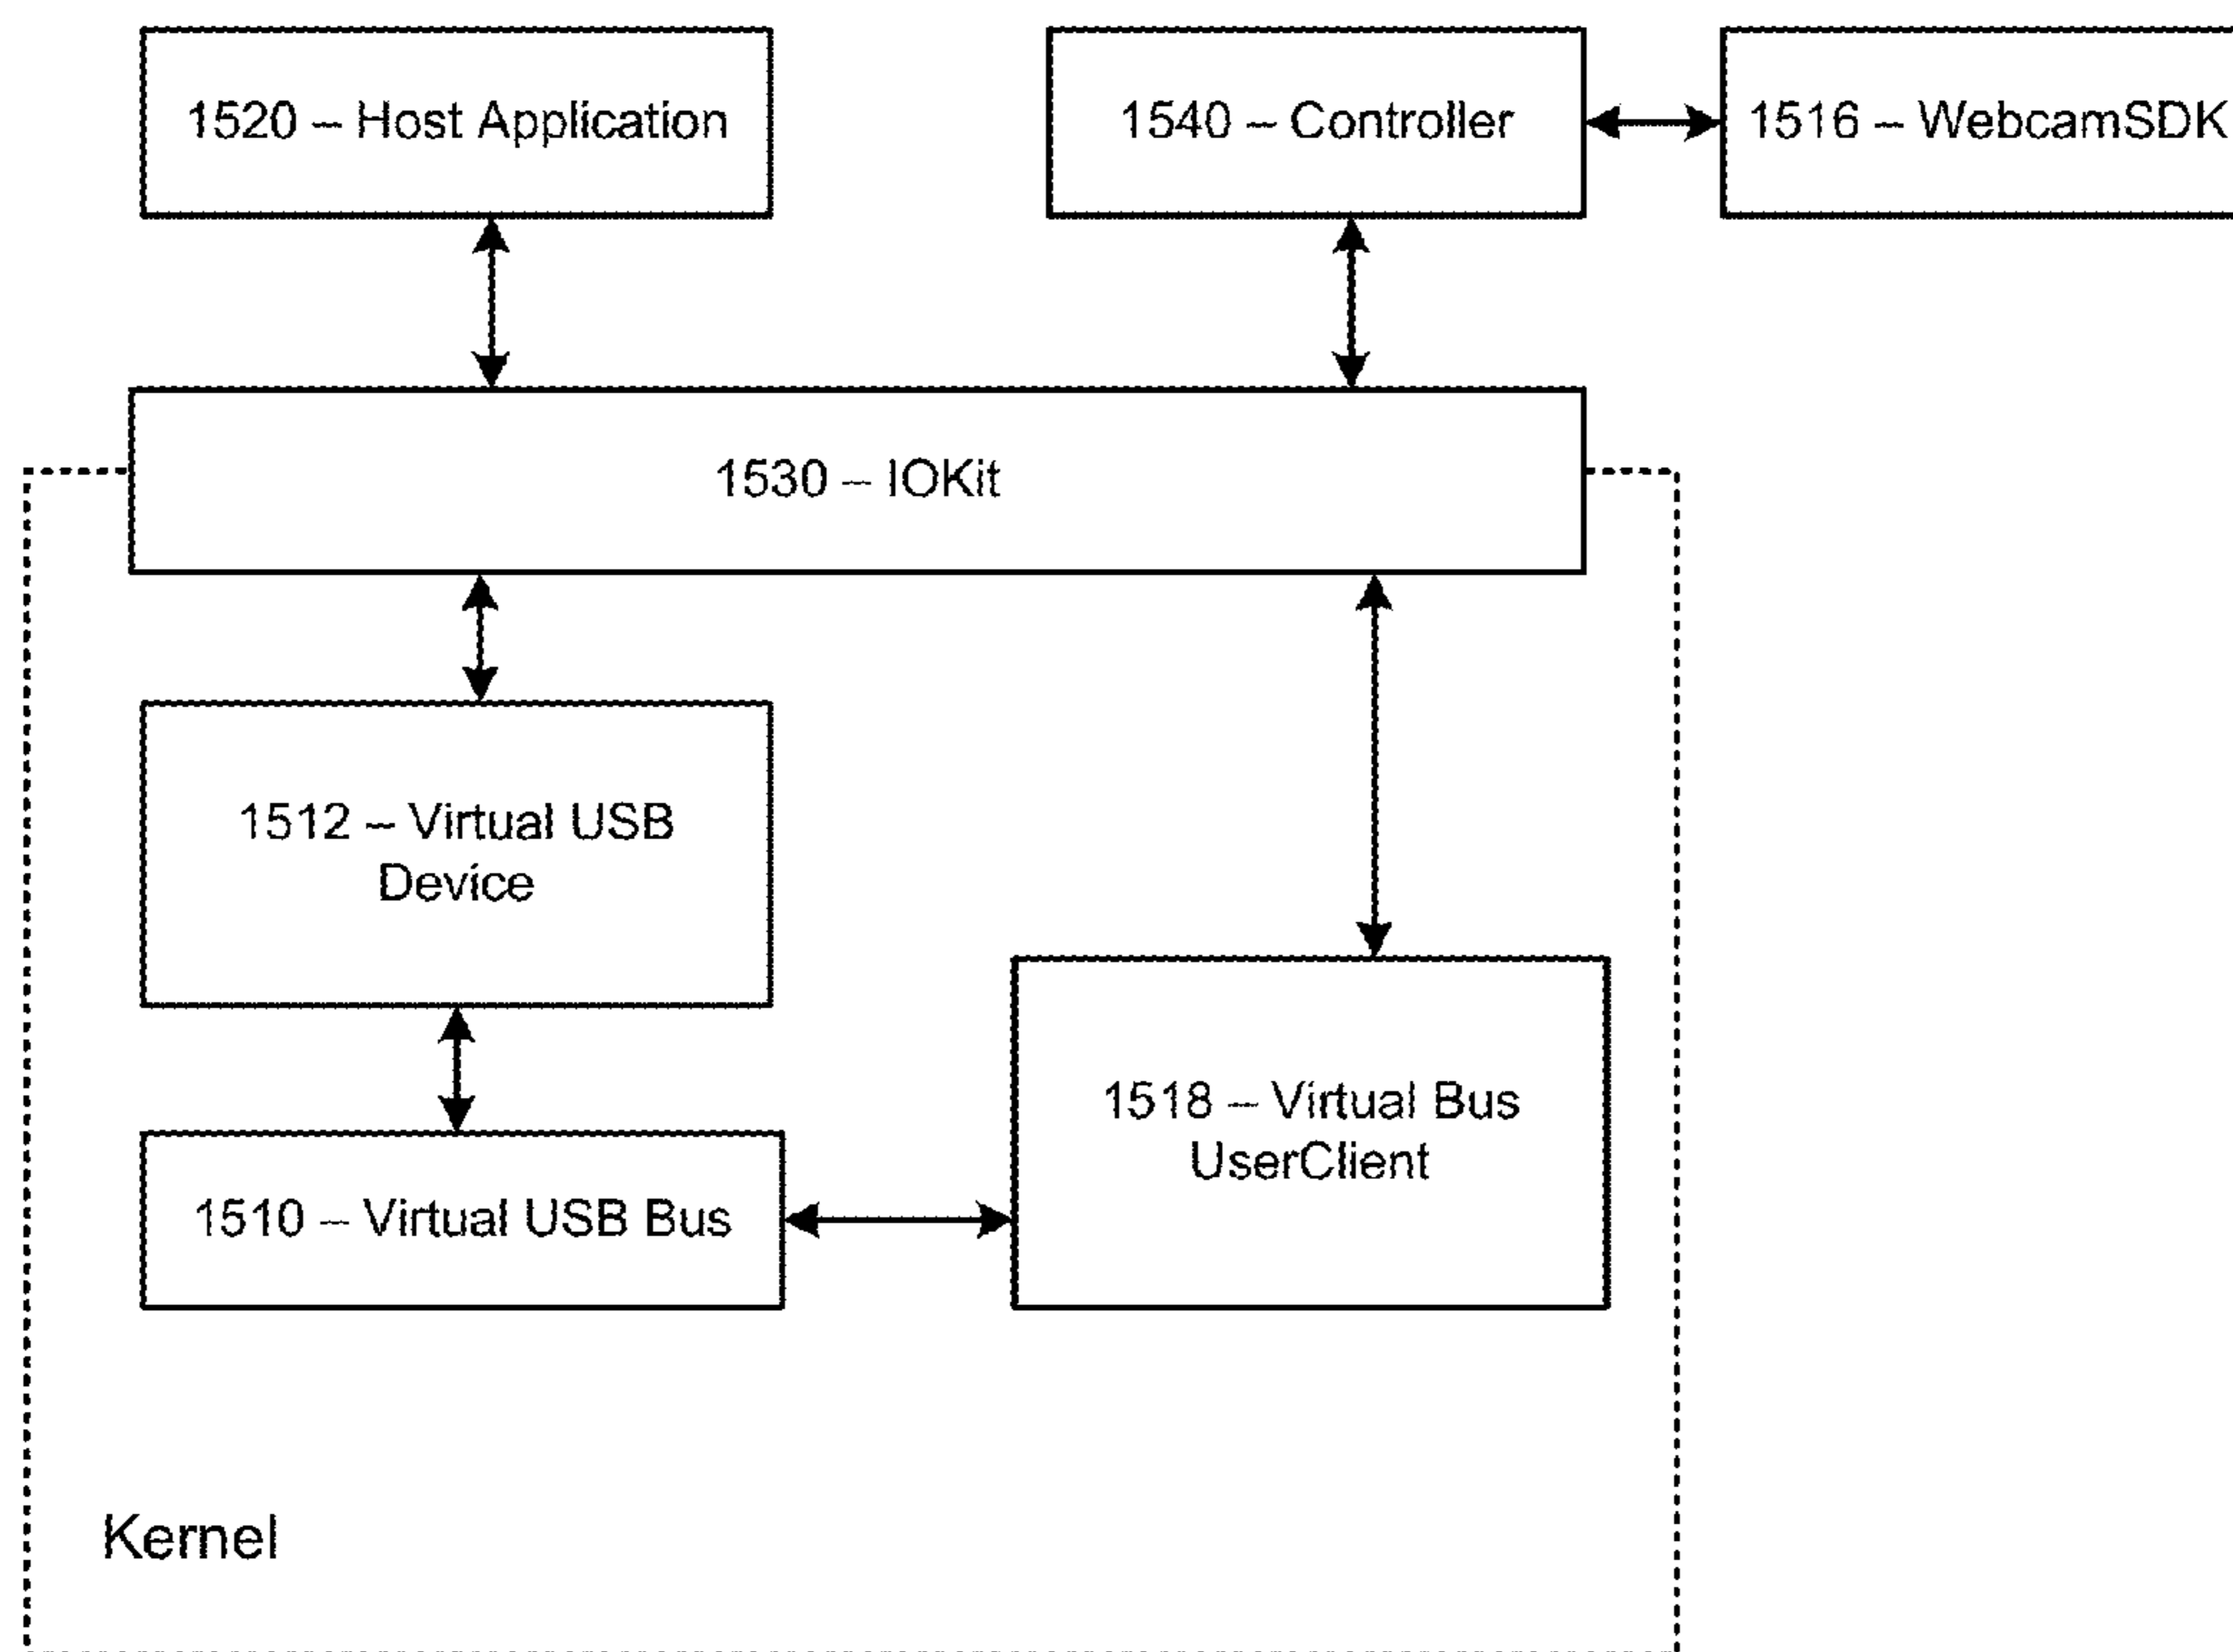 1520 – Host Application
1540 – Controller
1516 – WebcamSDK
1530 – IOKit
1512 – Virtual USB
Device
1518 – Virtual Bus
UserClient
1510 – Virtual USB Bus
Kernel